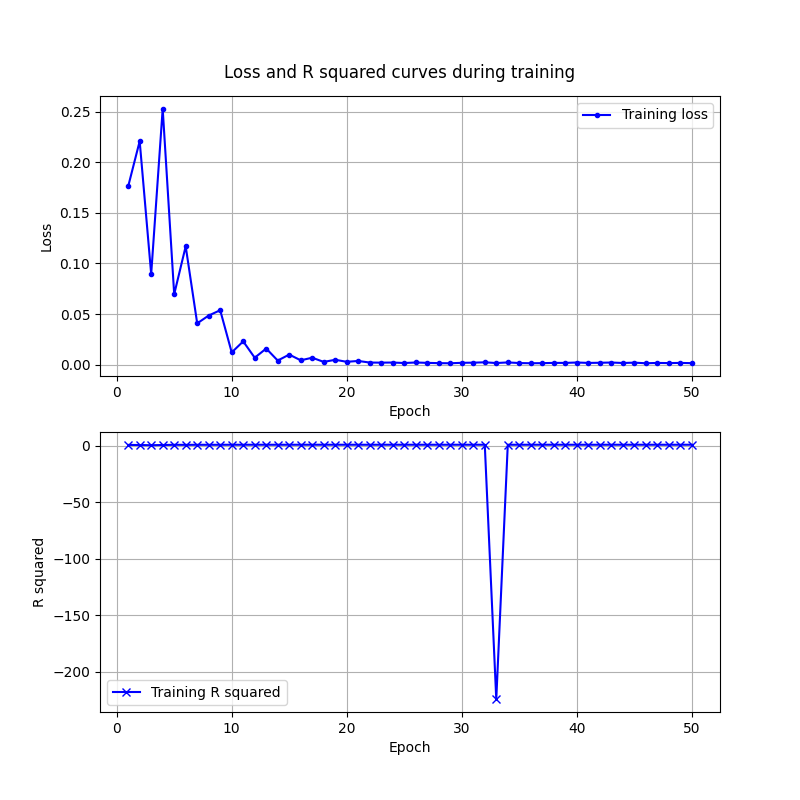 Loss and R squared curves during training
0.25
0.20
0.15
0.10
0.05
0.00
Loss
Training loss
0 10 20 30 40 50
Epoch
0
−50
−100
−150
−200
R squared
Training R squared
0 10 20 30 40 50
Epoch